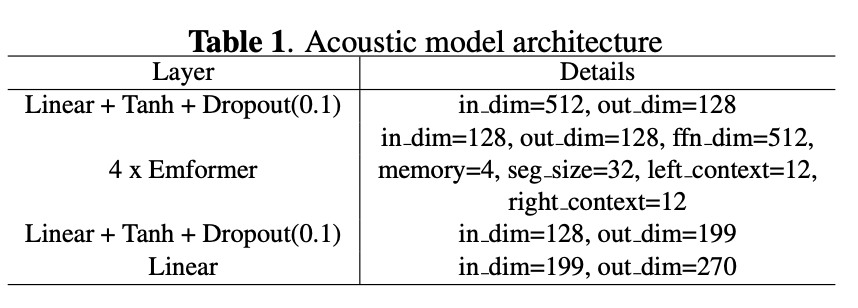 Table 1. Acoustic model architecture
Layer Details
Linear + Tanh + Dropout(0.1) in_dim=512, out_dim=128
in_dim=128, out_dim=128, ffn_dim=512,
4 x Emformer memory=4, seg_size=32, left_context=12,
right_context=12
Linear + Tanh + Dropout(0.1) in_dim=128, out_dim=199
Linear in_dim=199, out_dim=270